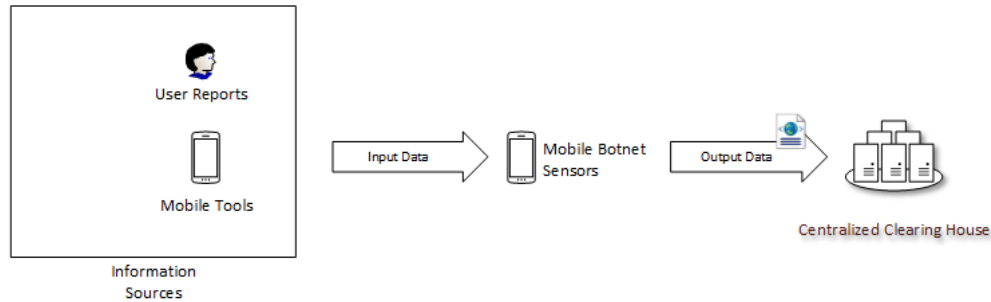 User Reports
Mobile Tools
Information
Sources
Input Data
Mobile Botnet
Sensors
Output Data
Centralized Clearing House